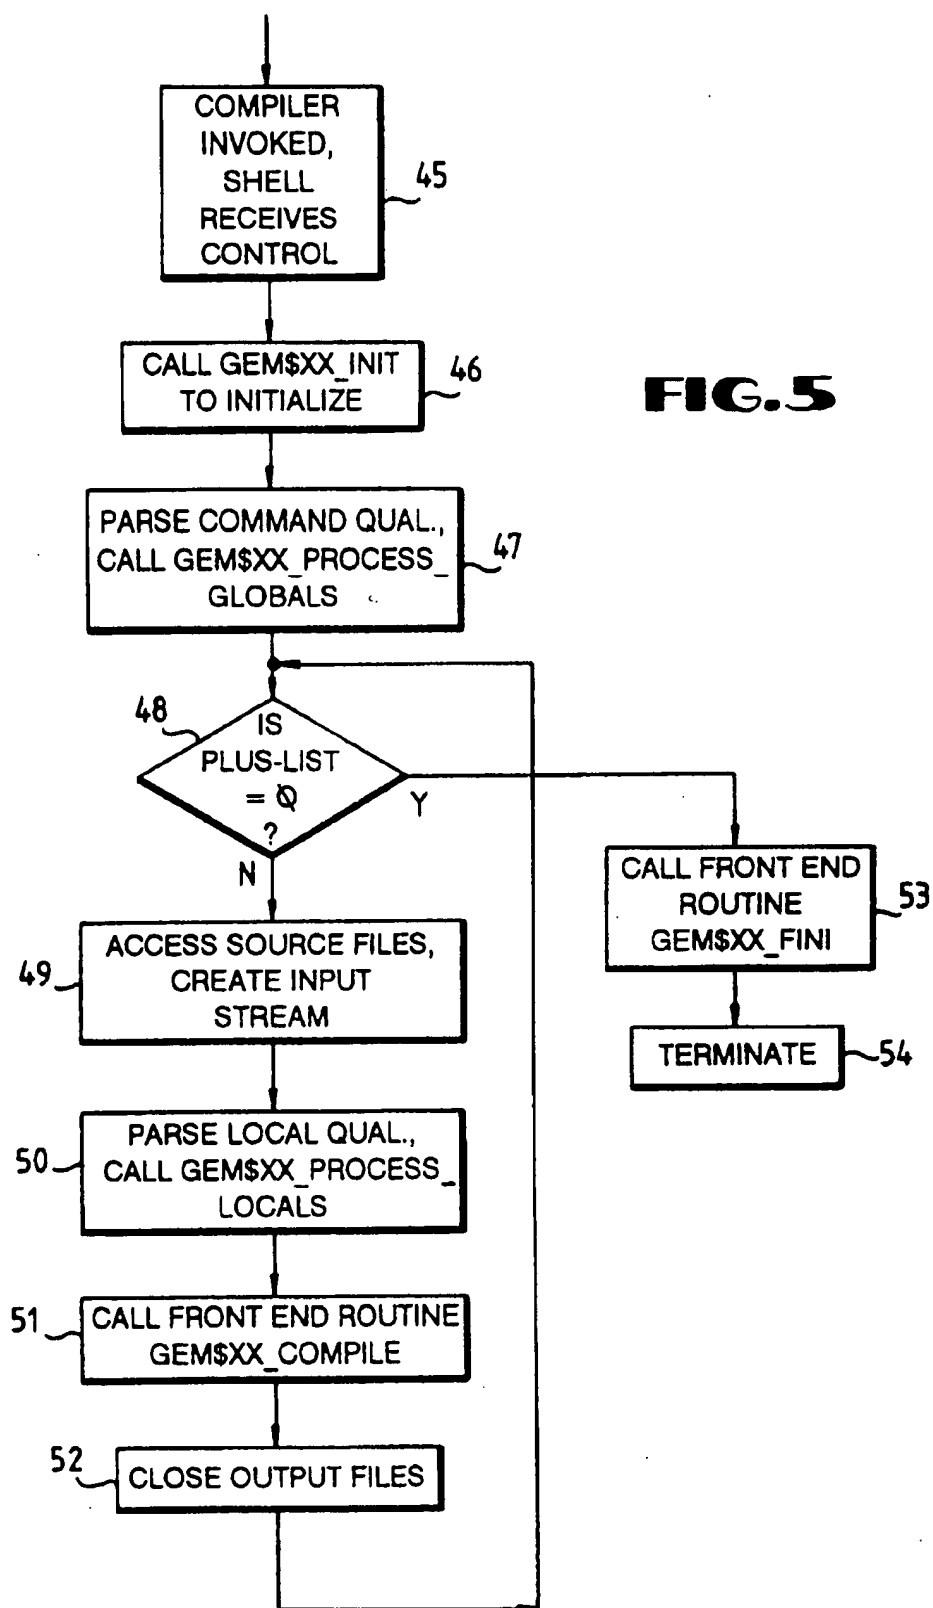 COMPILER
INVOKED,
SHELL
RECEIVES
CONTROL
45
CALL GEM$XX_INIT
TO INITIALIZE
46
FIG.5
PARSE COMMAND QUAL.,
CALL GEM$XX_PROCESS_
GLOBALS
47
48
IS
PLUS-LIST
= Ø
?
Y
N
CALL FRONT END
ROUTINE
GEM$XX_FINI
53
49
ACCESS SOURCE FILES,
CREATE INPUT
STREAM
TERMINATE
54
50
PARSE LOCAL QUAL.,
CALL GEM$XX_PROCESS_
LOCALS
51
CALL FRONT END ROUTINE
GEM$XX_COMPILE
52
CLOSE OUTPUT FILES